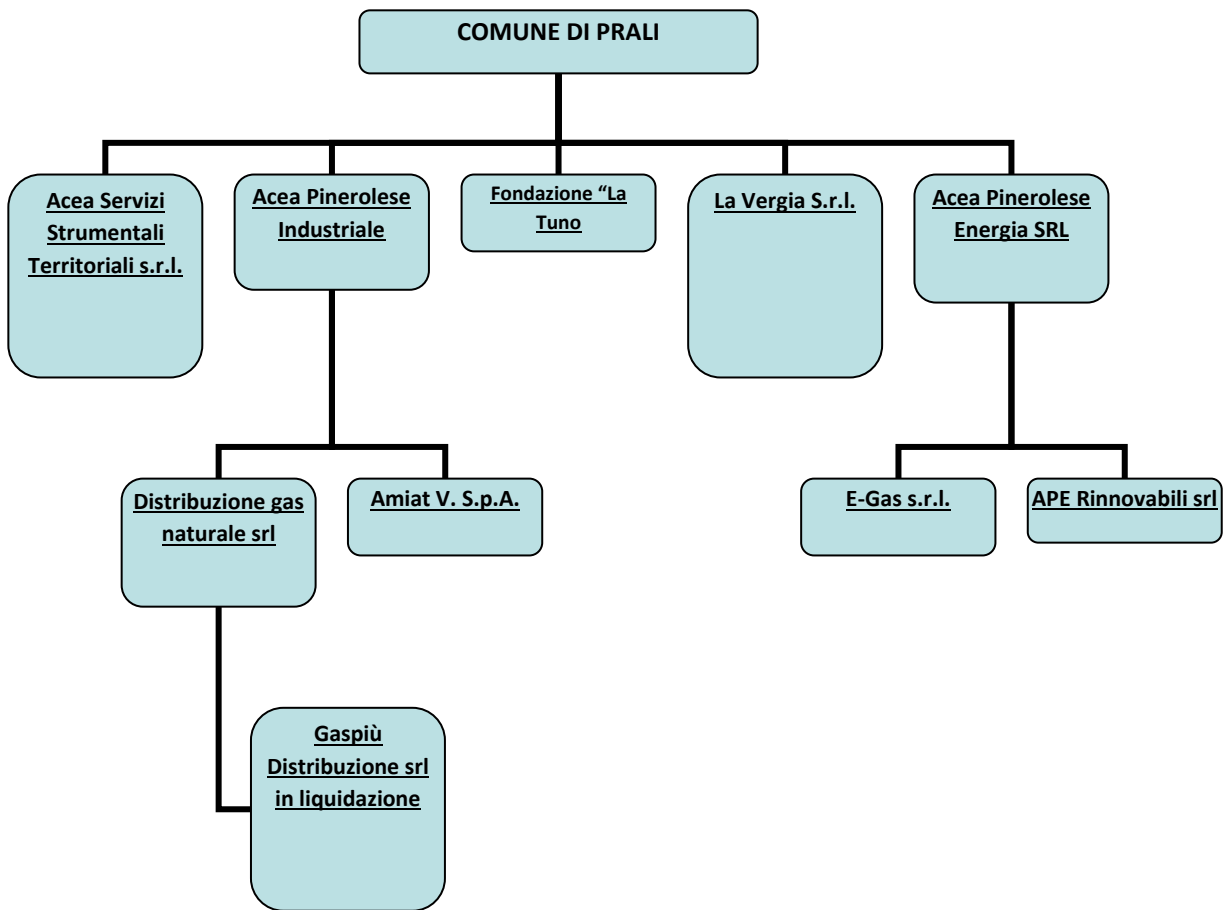 COMUNE DI PRALI
Acea Servizi
Strumentali
Territoriali s.r.l.
Acea Pinerolese
Industriale
Fondazione “La
Tuno
La Vergia S.r.l.
Acea Pinerolese
Energia SRL
Distribuzione gas
naturale srl
Amiat V. S.p.A.
E-Gas s.r.l.
APE Rinnovabili srl
Gaspiù
Distribuzione srl
in liquidazione